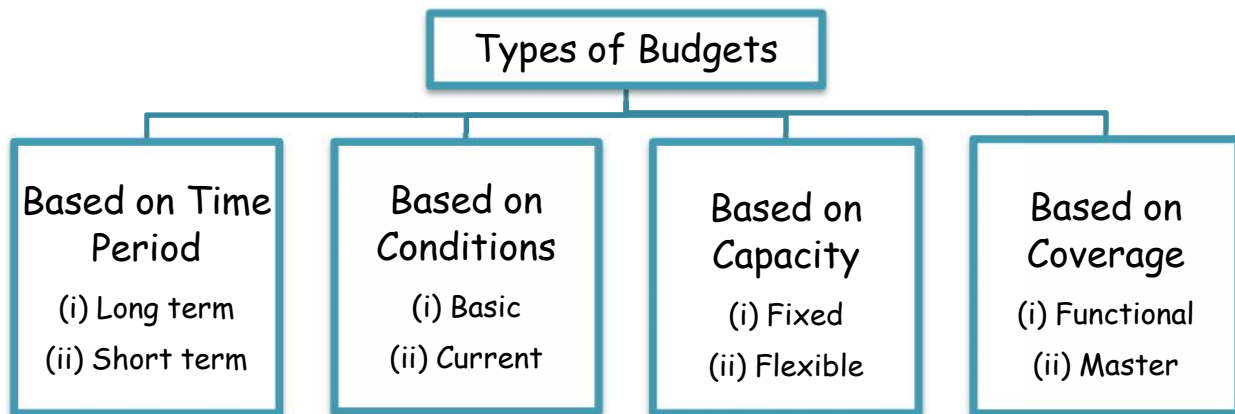 Types of Budgets
Based on Time
Period
(i) Long term
(ii) Short term
Based on
Conditions
(i) Basic
(ii) Current
Based on
Capacity
(i) Fixed
(ii) Flexible
Based on
Coverage
(i) Functional
(ii) Master